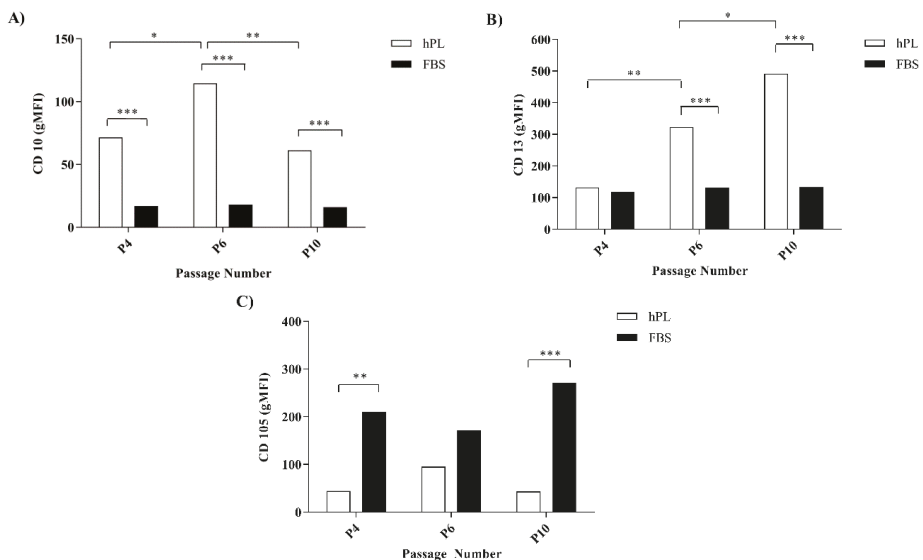 A)
* **
hPL
FBS
150
100
50
0
CD 10 (gMFI)
***
***
***
P4 P6 P10
Passage Number
B)
*
**
***
***
hPL
FBS
600
500
400
300
200
100
0
CD 13 (gMFI)
P4 P6 P10
Passage Number
C)
hPL
FBS
400
300
200
100
0
CD 105 (gMFI)
**
***
P4 P6 P10
Passage Number